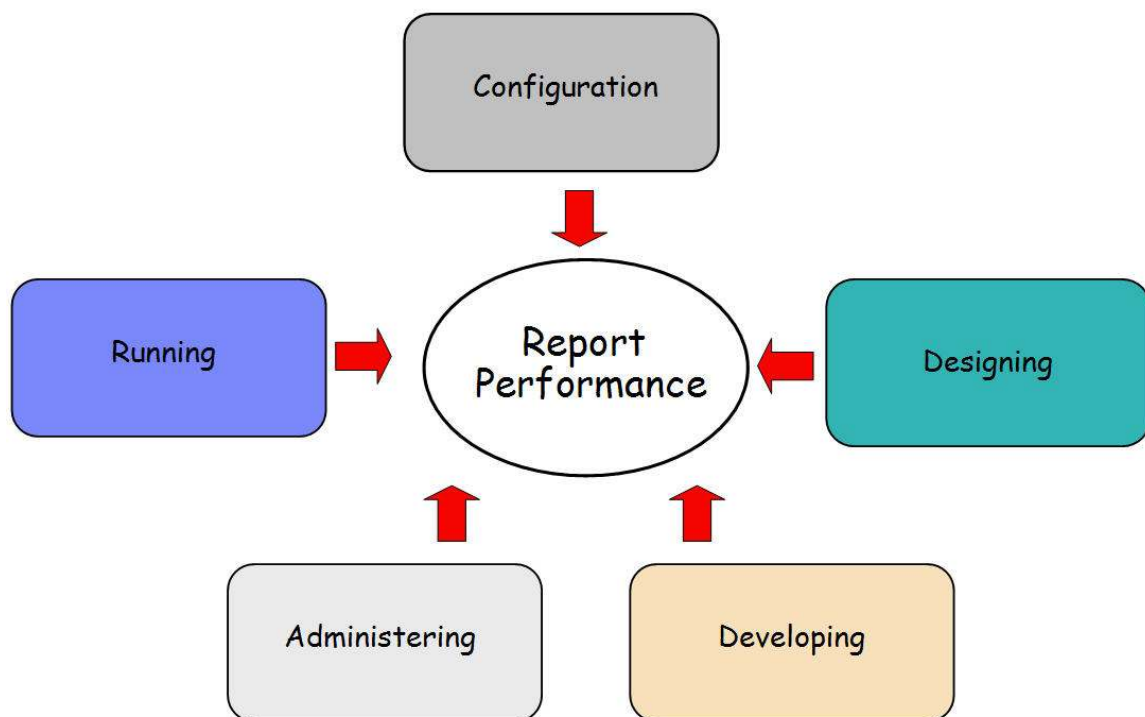 Configuration
Running
Report
Performance
Designing
Administering
Developing